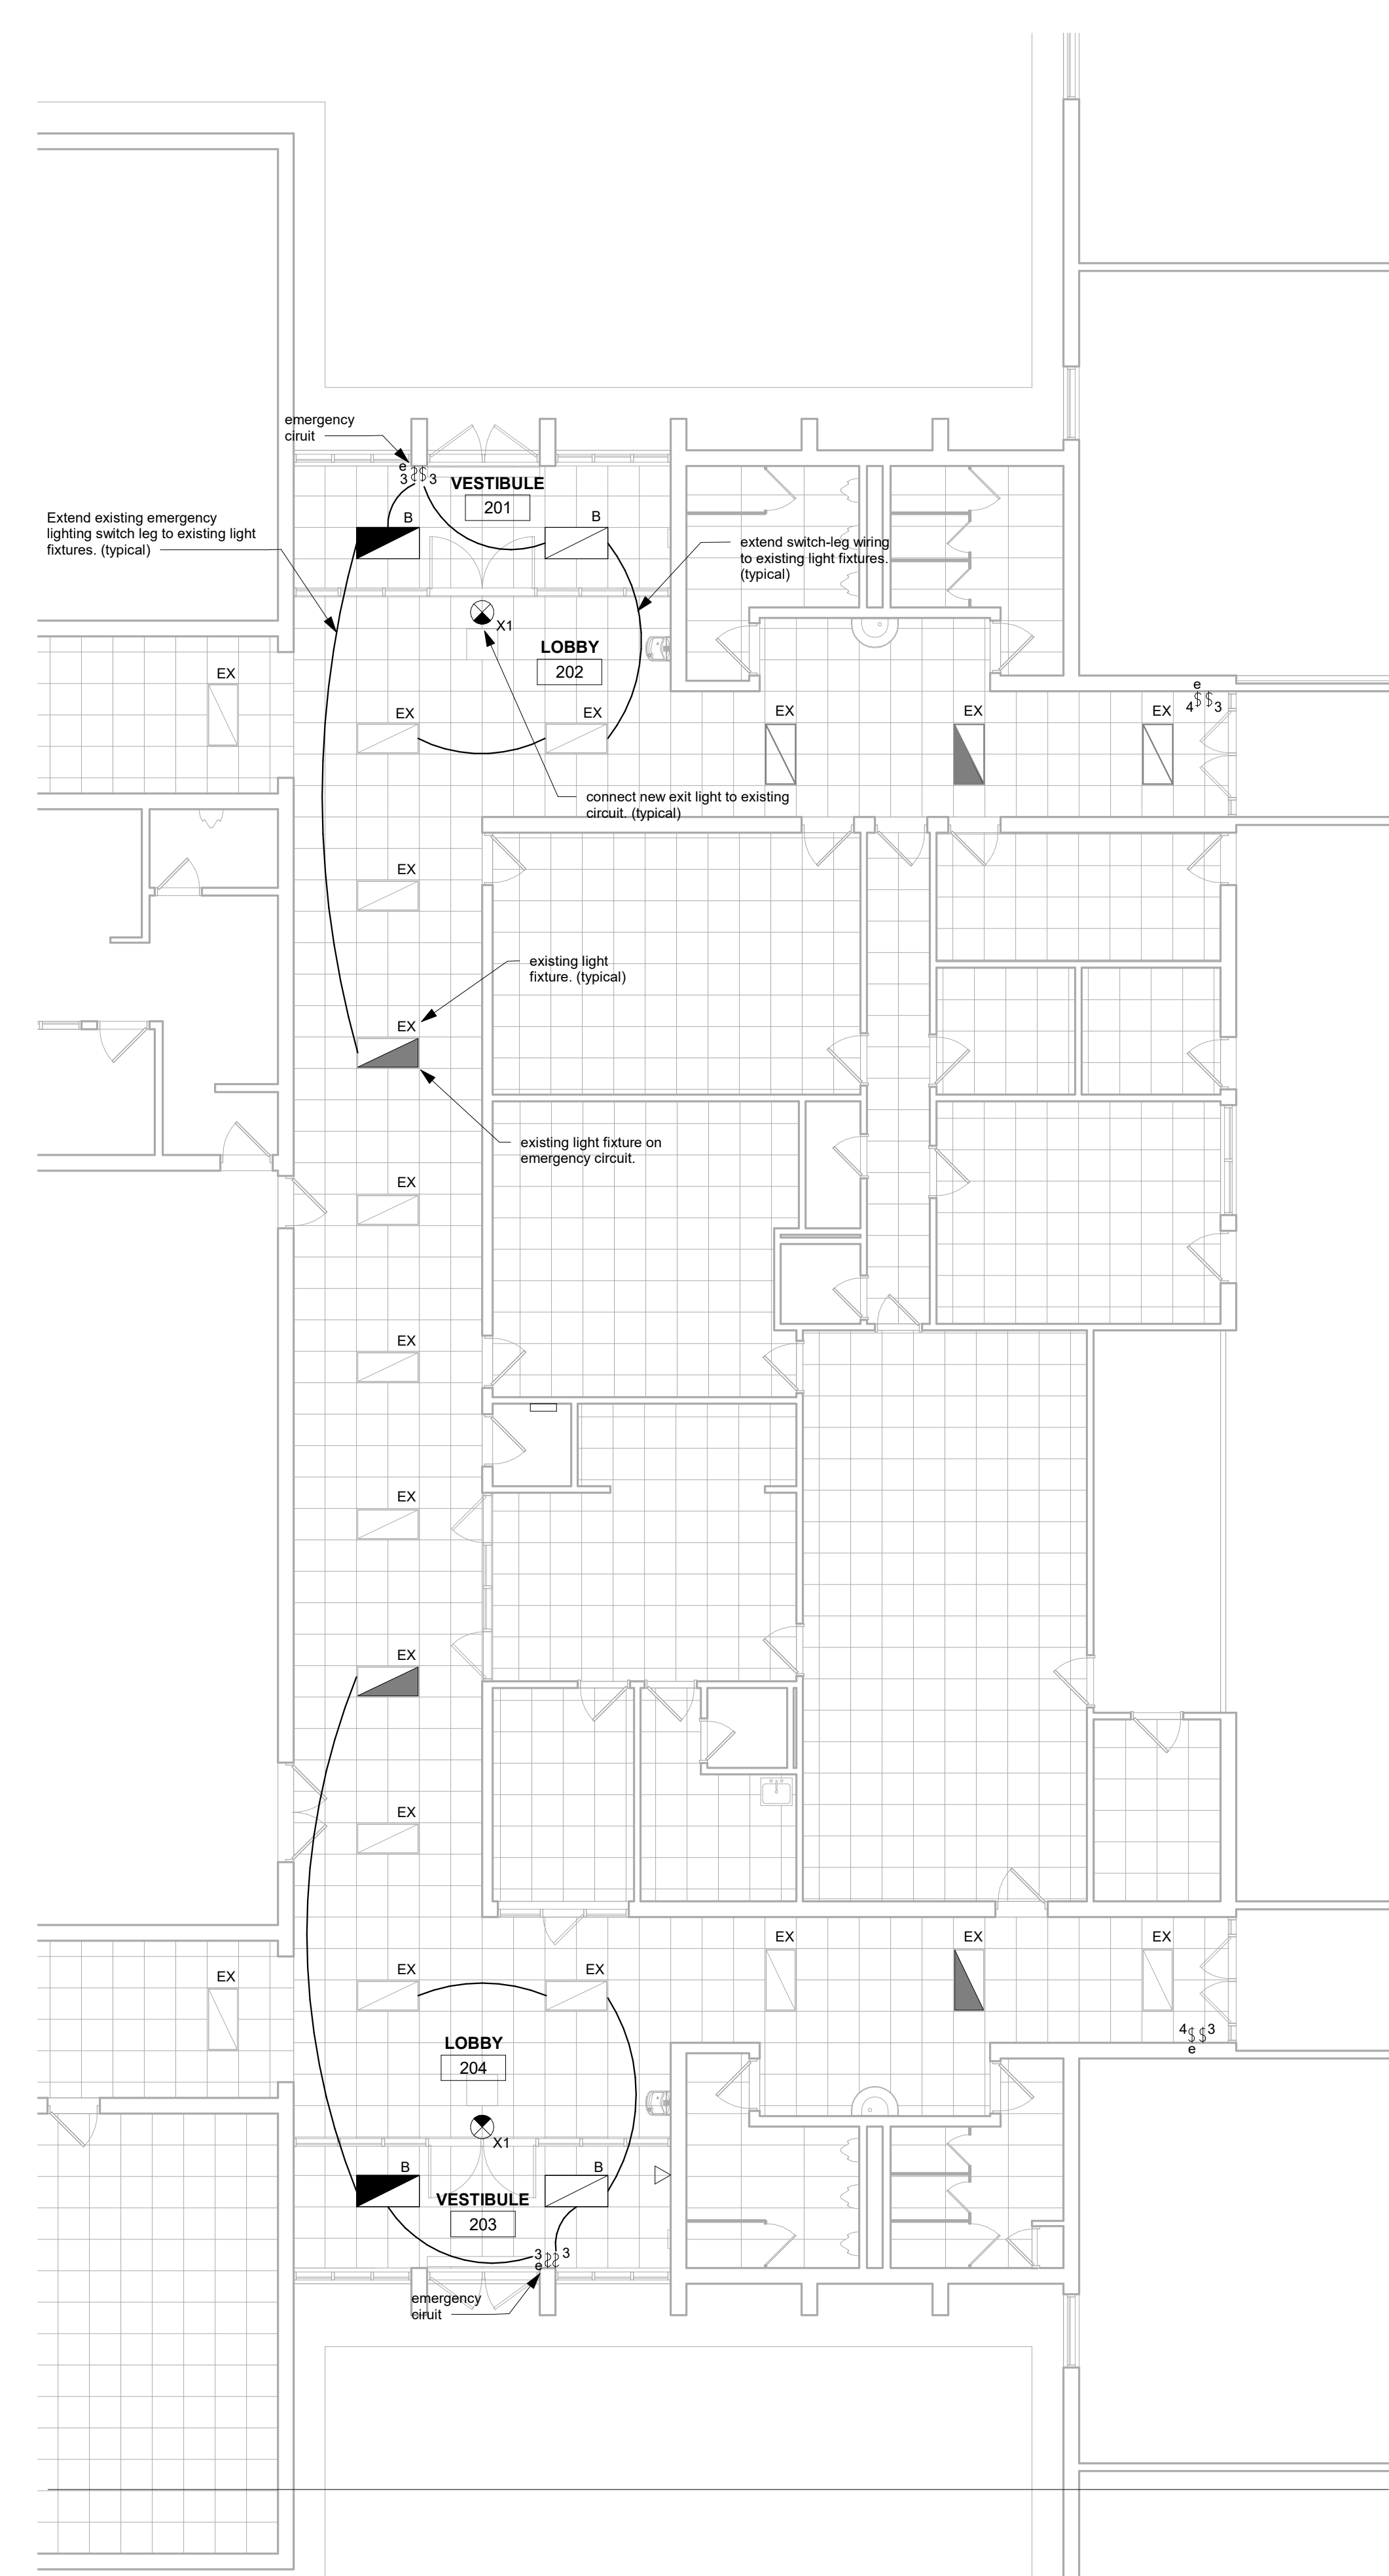 emergency
ciruit
e
3 $ $ 3
VESTIBULE
201
Extend existing emergency
lighting switch leg to existing light
fixtures. (typical)
B
B
extend switch-leg wiring
to existing light fixtures.
(typical)
X1
LOBBY
202
EX
e
4 $ $ 3
EX
EX
EX
EX
EX
connect new exit light to existing
circuit. (typical)
EX
existing light
fixture. (typical)
EX
existing light fixture on
emergency circuit.
EX
EX
EX
EX
EX
EX
EX
EX
EX
EX
EX
EX
4 $ $ 3
e
LOBBY
204
X1
B
B
VESTIBULE
203
3 $ $ 3
e
emergency
ciruit